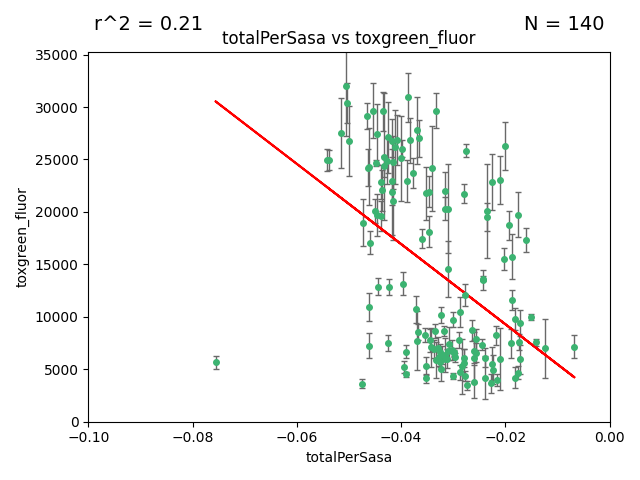 r^2 = 0.21
N = 140
totalPerSasa vs toxgreen_fluor
35000
30000
25000
20000
15000
10000
5000
0
toxgreen_fluor
−0.10
−0.08
−0.06
−0.04
−0.02
0.00
totalPerSasa